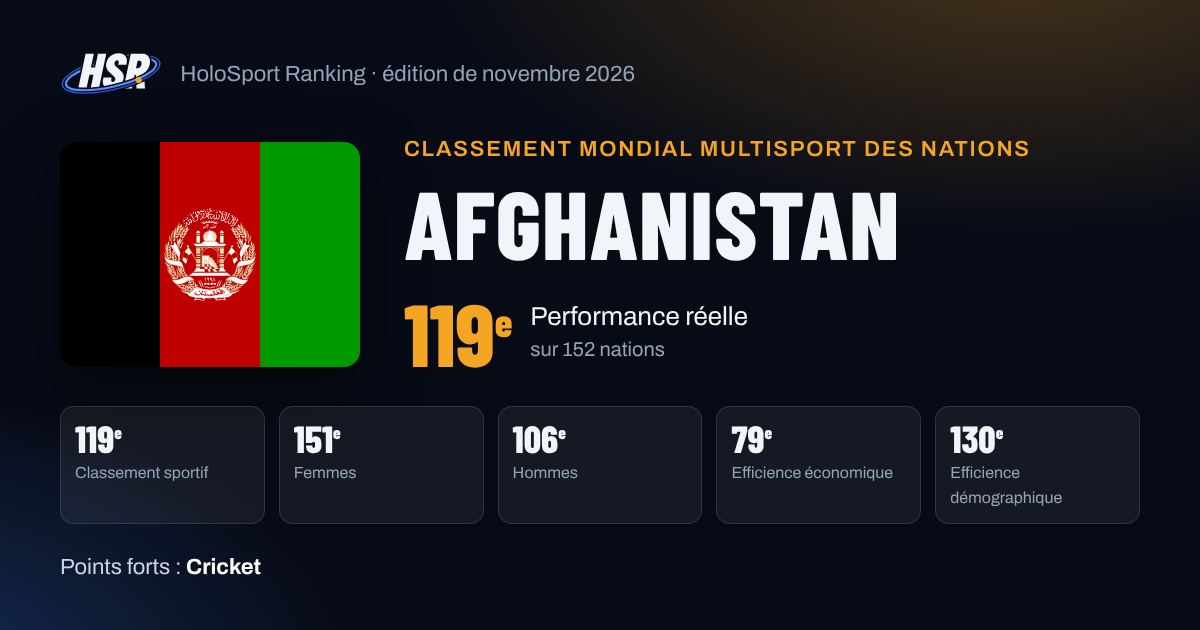 HSR
HoloSport Ranking · édition de novembre 2026
CLASSEMENT MONDIAL MULTISPORT DES NATIONS
AFGHANISTAN
119e
Performance réelle
sur 152 nations
119e
Classement sportif
151e
Femmes
106e
Hommes
79e
Efficience économique
130e
Efficience
démographique
Points forts : Cricket